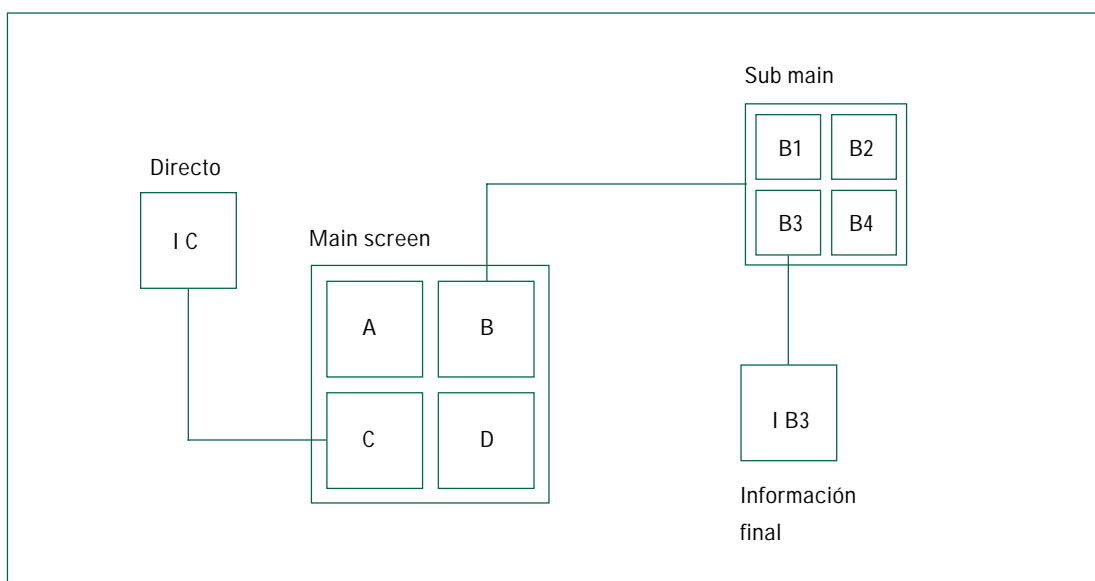 Sub main
B1 B2
B3 B4
Directo
I C
Main screen
A B
C D
I B3
Información
final